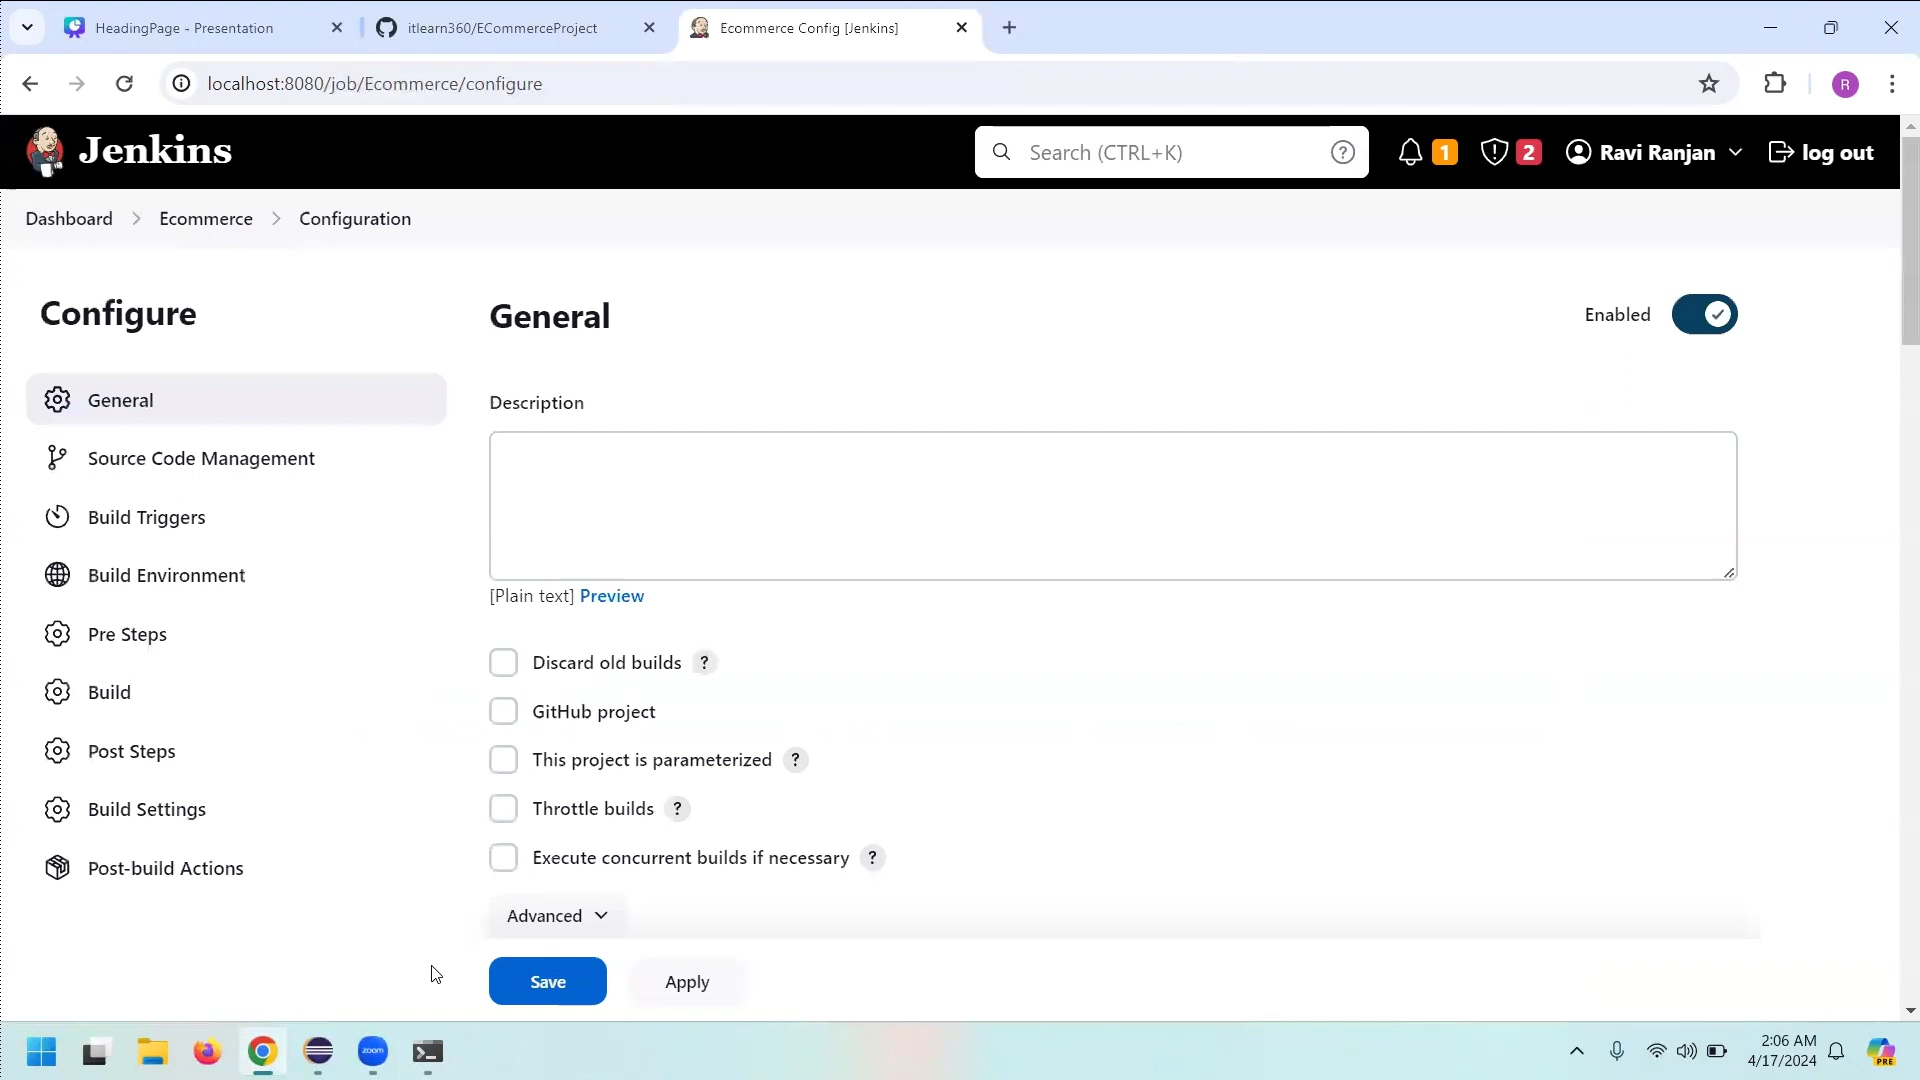 HeadingPage - Presentation
itlearn360/ECommerceProject
Ecommerce Config [Jenkins]
localhost:8080/job/Ecommerce/configure
R
Jenkins
Search (CTRL+K)
?
1
2
Ravi Ranjan
log out
Dashboard
Ecommerce
Configuration
Configure
General
Source Code Management
Build Triggers
Build Environment
Pre Steps
Build
Post Steps
Build Settings
Post-build Actions
General
Enabled
Description
[Plain text] Preview
Discard old builds ?
GitHub project
This project is parameterized ?
Throttle builds ?
Execute concurrent builds if necessary ?
Advanced
Save
Apply
zoom
2:06 AM
4/17/2024
PRE